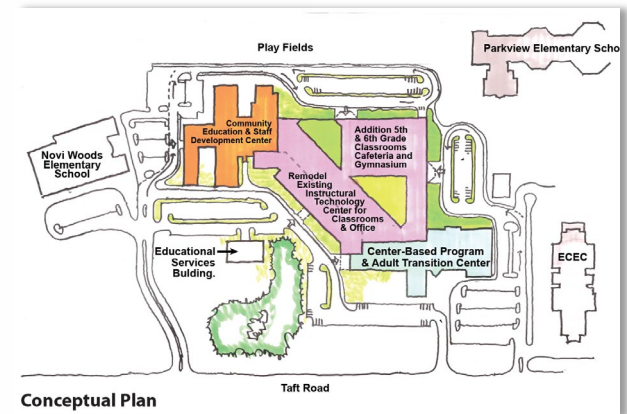 Play Fields
Parkview Elementary Scho
Community
Education & Staff
Development Center
Addition 5th
& 6th Grade
Classrooms
Cafeteria and
Gymnasium
Novi Woods
Elementary
School
Remodel
Existing
Instructional
Technology
Center for
Classrooms
& Office
Educational
Services
Bulding.
Center-Based Program
& Adult Transition Center
ECEC
Taft Road
Conceptual Plan